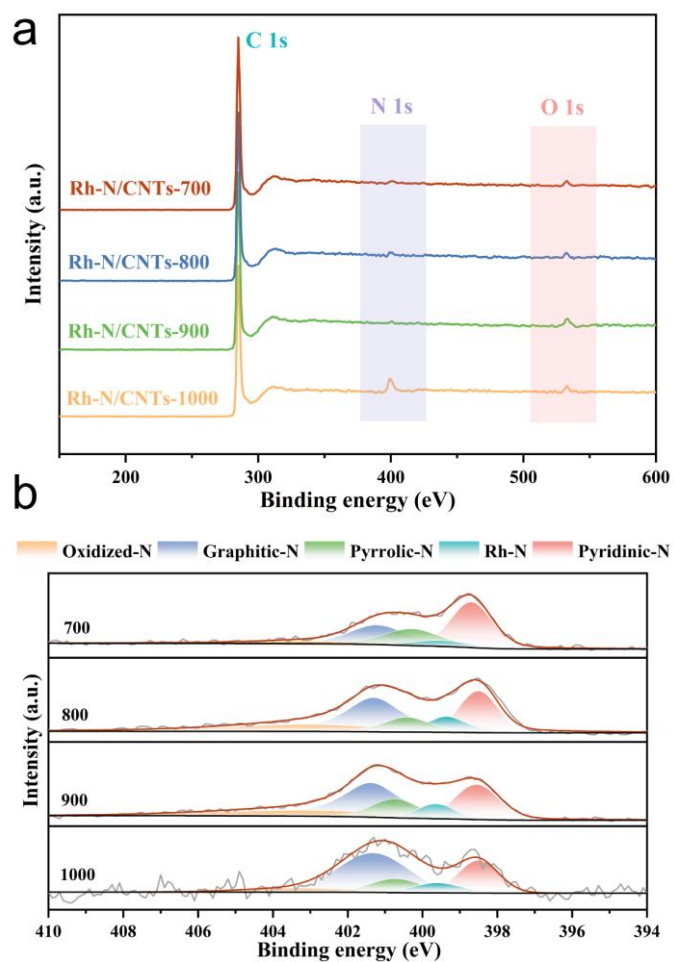 a
C 1s
N 1s
O 1s
Rh-N/CNTs-700
Rh-N/CNTs-800
Rh-N/CNTs-900
Rh-N/CNTs-1000
Intensity (a.u.)
200 300 400 500 600
Binding energy (eV)
b
Oxidized-N Graphitic-N Pyrrolic-N Rh-N Pyridinic-N
700
800
900
1000
Intensity (a.u.)
410 408 406 404 402 400 398 396 394
Binding energy (eV)